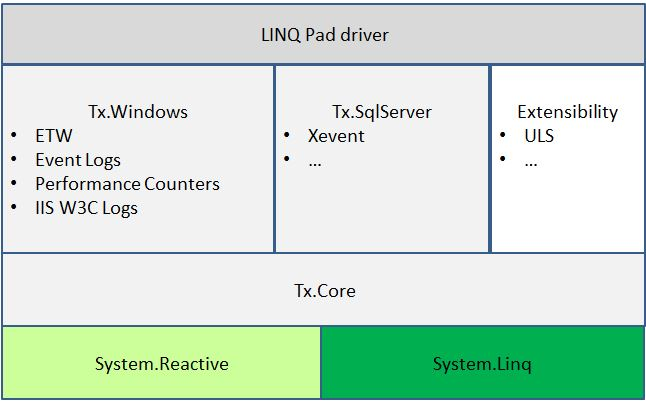 LINQ Pad driver
Tx.Windows
• ETW
• Event Logs
• Performance Counters
• IIS W3C Logs
Tx.SqlServer
• Xevent
• ...
Extensibility
• ULS
• ...
Tx.Core
System.Reactive
System.Linq